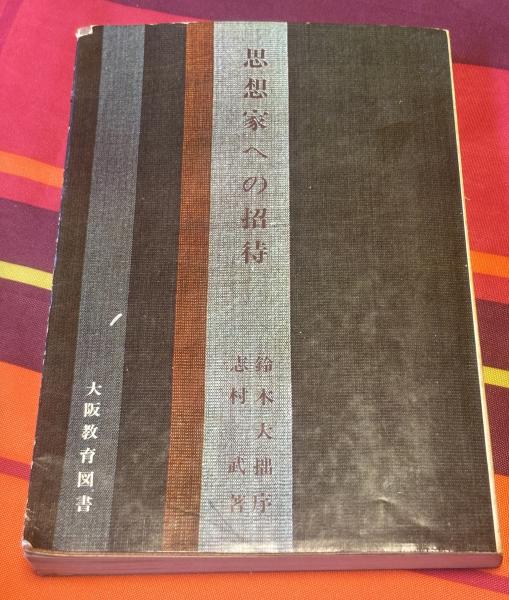 思想家への招待
鈴木大拙序
志村 武著
大阪教育図書